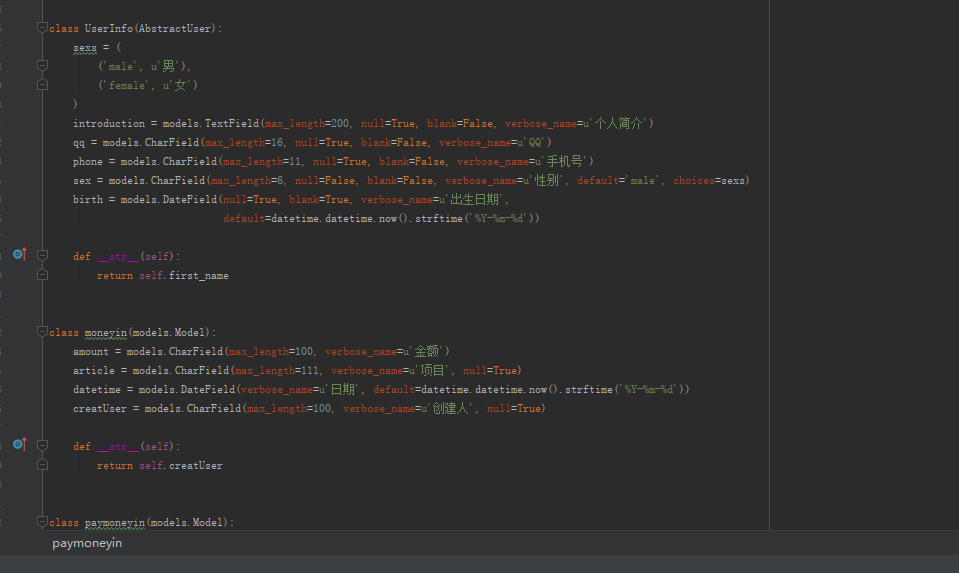 class UserInfo(AbstractUser):
    sexs = (
        ('male', u'男'),
        ('female', u'女')
    )
    introduction = models.TextField(max_length=200, null=True, blank=False, verbose_name=u'个人简介')
    qq = models.CharField(max_length=16, null=True, blank=False, verbose_name=u'QQ')
    phone = models.CharField(max_length=11, null=True, blank=False, verbose_name=u'手机号')
    sex = models.CharField(max_length=6, null=False, blank=False, verbose_name=u'性别', default='male', choices=sexs)
    birth = models.DateField(null=True, blank=True, verbose_name=u'出生日期',
                             default=datetime.datetime.now().strftime('%Y-%m-%d'))
    def __str__(self):
        return self.first_name
class moneyin(models.Model):
    amount = models.CharField(max_length=100, verbose_name=u'金额')
    article = models.CharField(max_length=111, verbose_name=u'项目', null=True)
    datetime = models.DateField(verbose_name=u'日期', default=datetime.datetime.now().strftime('%Y-%m-%d'))
    creatUser = models.CharField(max_length=100, verbose_name=u'创建人', null=True)
    def __str__(self):
        return self.creatUser
class paymoneyin(models.Model):
paymoneyin